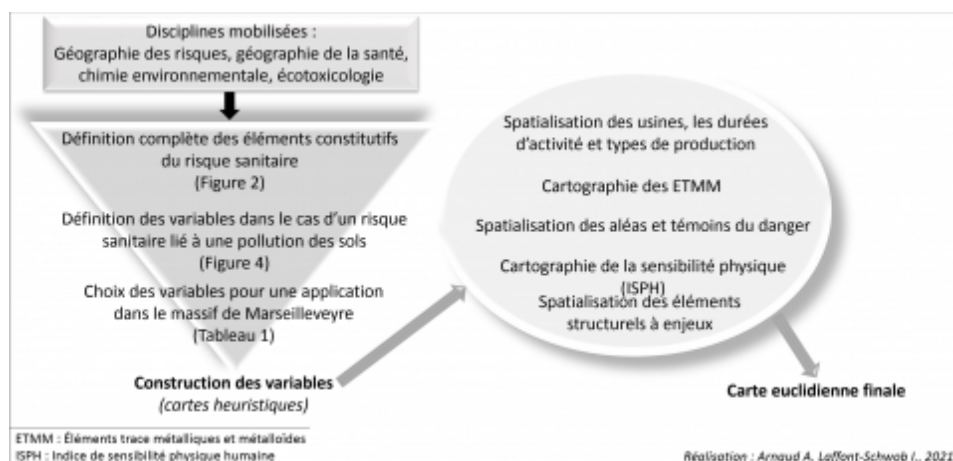 Disciplines mobilisées :
Géographie des risques, géographie de la santé,
chimie environnementale, écotoxicologie
Définition complète des éléments constitutifs
du risque sanitaire
(Figure 2)
Définition des variables dans le cas d'un risque
sanitaire lié à une pollution des sols
(Figure 4)
Choix des variables pour une application
dans le massif de Marseilleveyre
(Tableau 1)
Construction des variables
(cartes heuristiques)
Spatialisation des usines, les durées
d'activité et types de production
Cartographie des ETMM
Spatialisation des aléas et témoins du danger
Cartographie de la sensibilité physique
(ISPH)
Spatialisation des éléments
structurels à enjeux
Carte euclidienne finale
ETMM : Éléments trace métalliques et métalloïdes
ISPH : Indice de sensibilité physique humaine
Réalisation : Arnaud A. Laffont-Schwob I., 2021